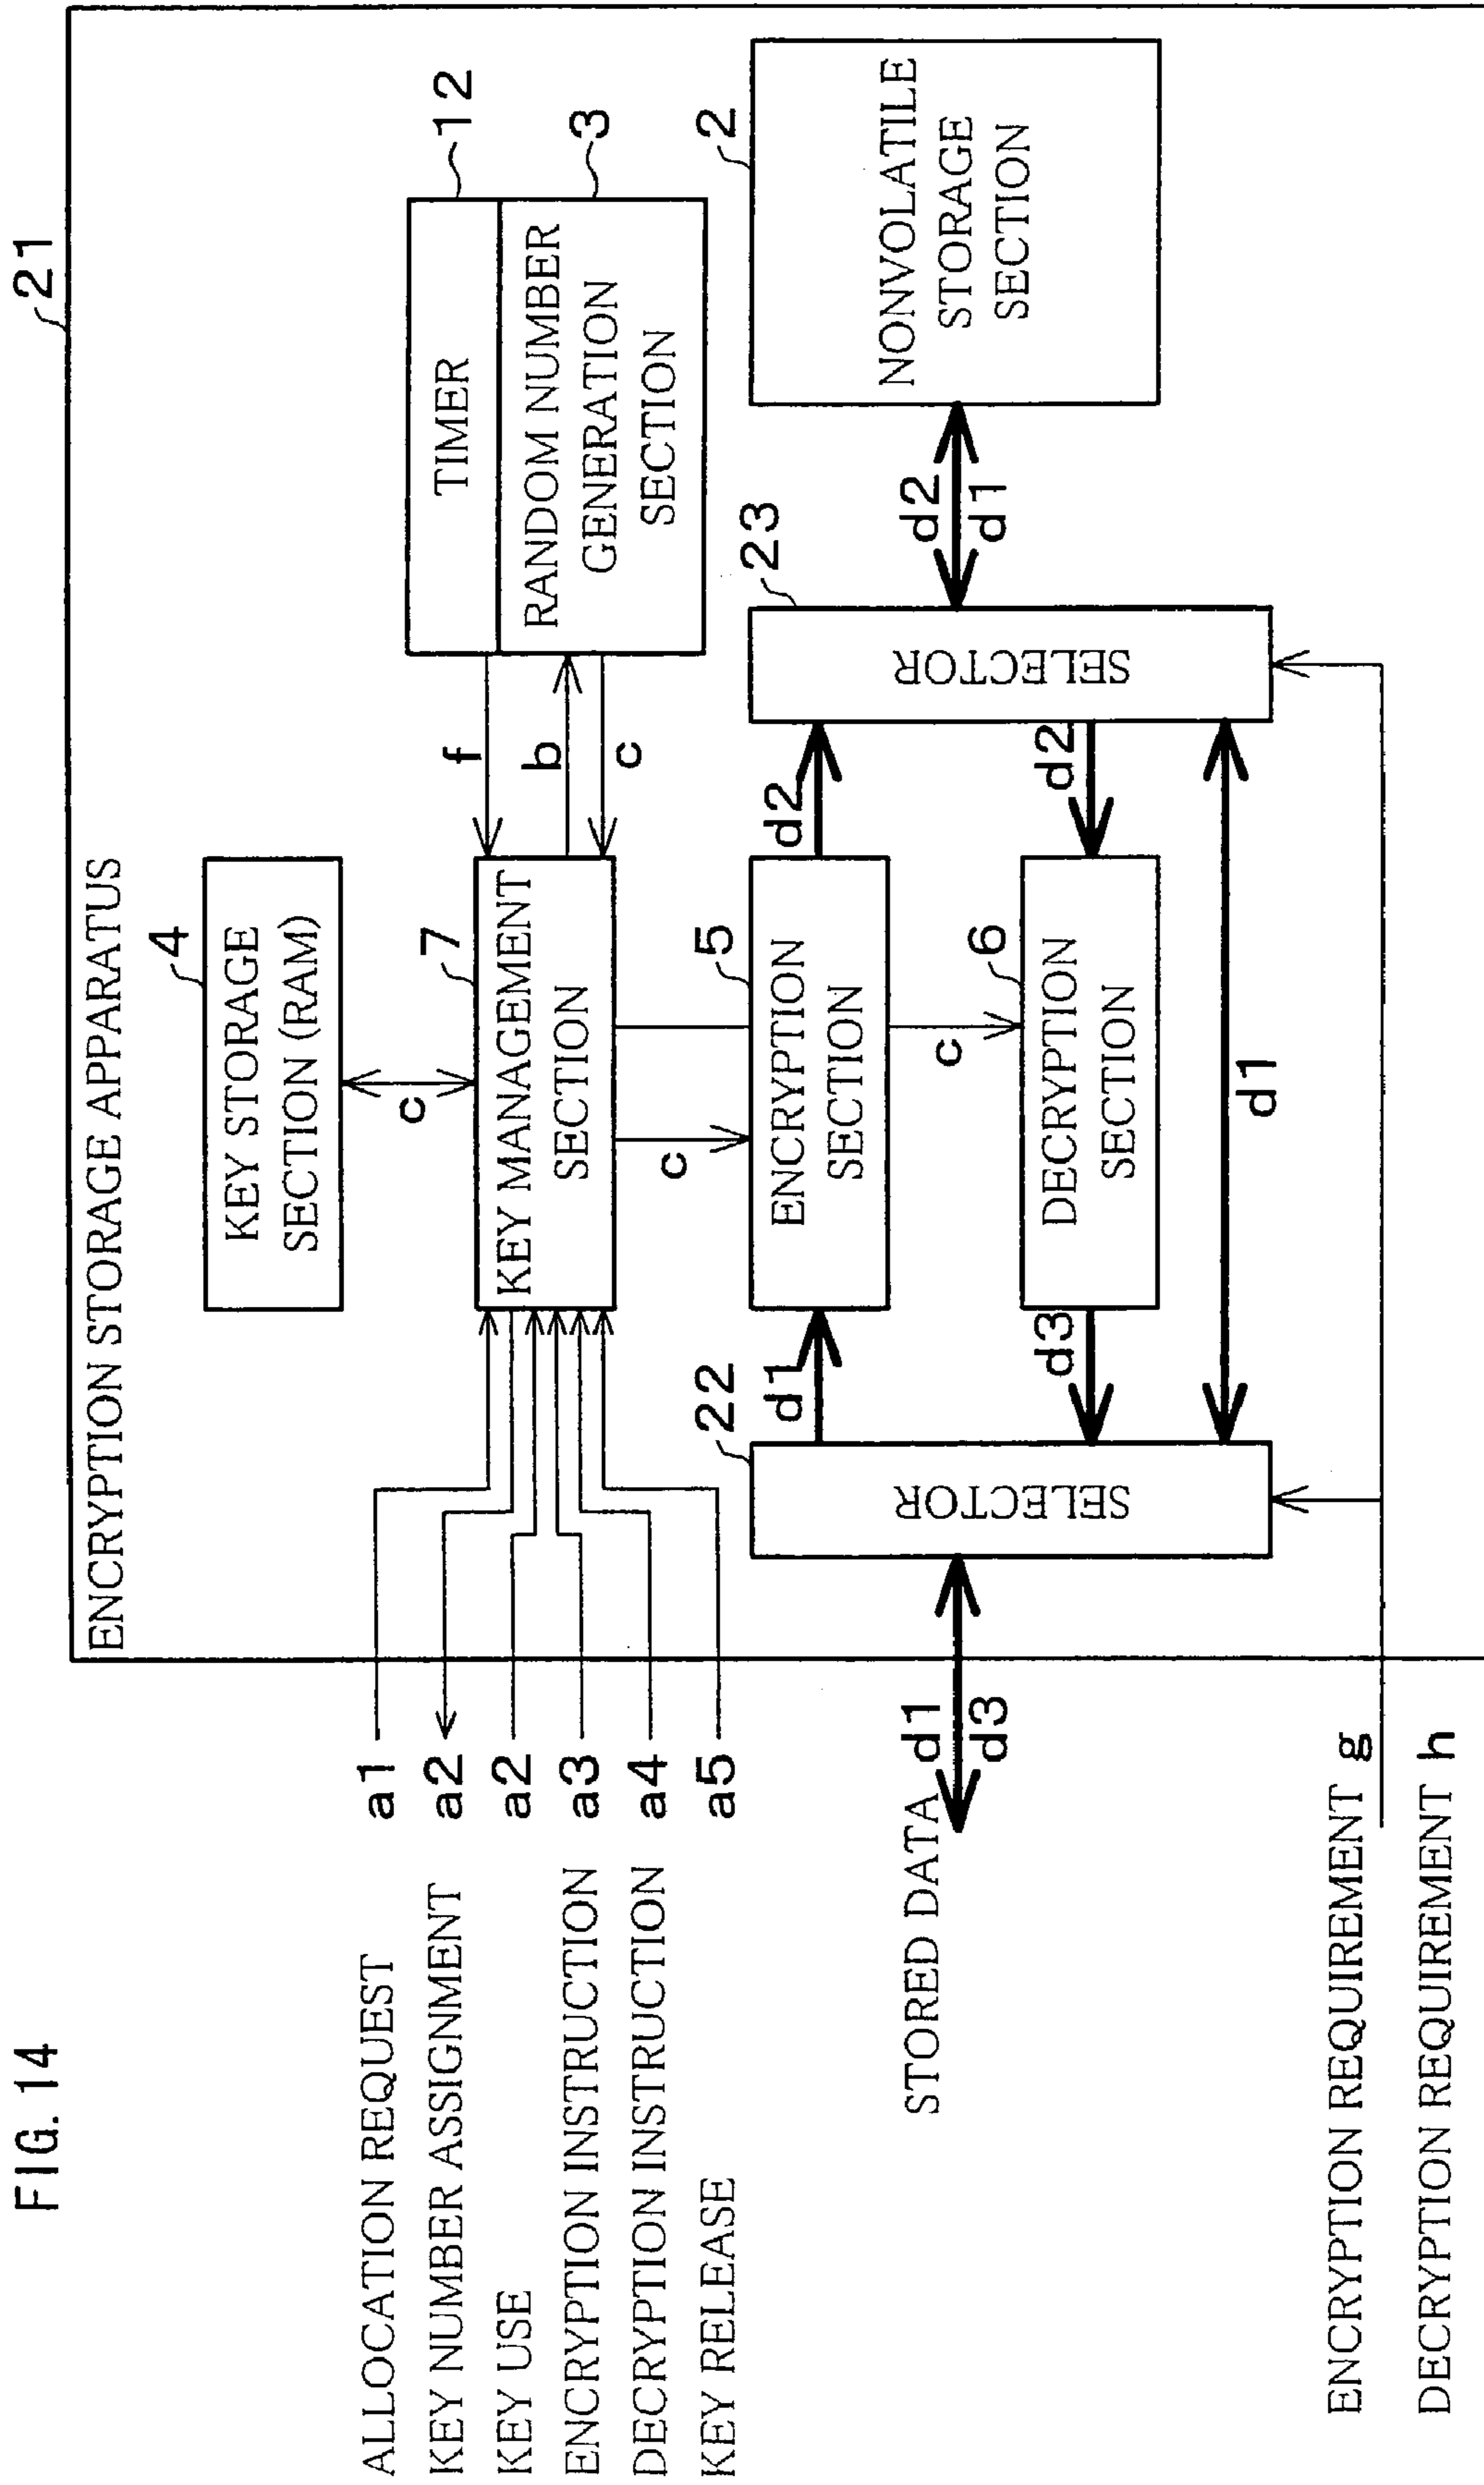 FIG. 14
21
ENCRYPTION STORAGE APPARATUS
4
KEY STORAGE
SECTION (RAM)
c
12
TIMER
3
RANDOM NUMBER
GENERATION
SECTION
f
b
c
7
KEY MANAGEMENT
SECTION
ALLOCATION REQUEST a1
KEY NUMBER ASSIGNMENT a2
KEY USE a2
ENCRYPTION INSTRUCTION a3
DECRYPTION INSTRUCTION a4
KEY RELEASE a5
c
5
ENCRYPTION
SECTION
c
6
DECRYPTION
SECTION
22
SELECTOR
23
SELECTOR
d1
d2
d3
d2
d1
2
NONVOLATILE
STORAGE
SECTION
d2
d1
STORED DATA d1
d3
ENCRYPTION REQUIREMENT g
DECRYPTION REQUIREMENT h